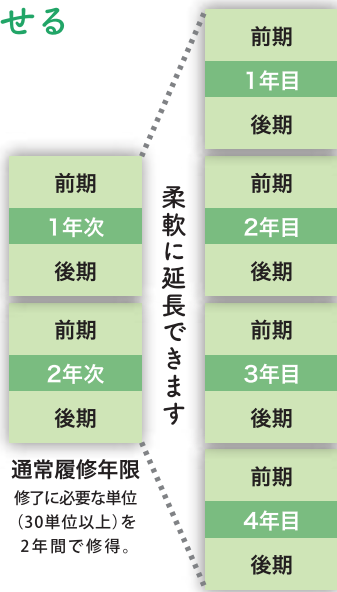 せる
前期
1年次
後期
前期
2年次
後期
通常履修年限
修了に必要な単位
（30単位以上）を
2年間で修得。
柔軟に延長できます
前期
1年目
後期
前期
2年目
後期
前期
3年目
後期
前期
4年目
後期